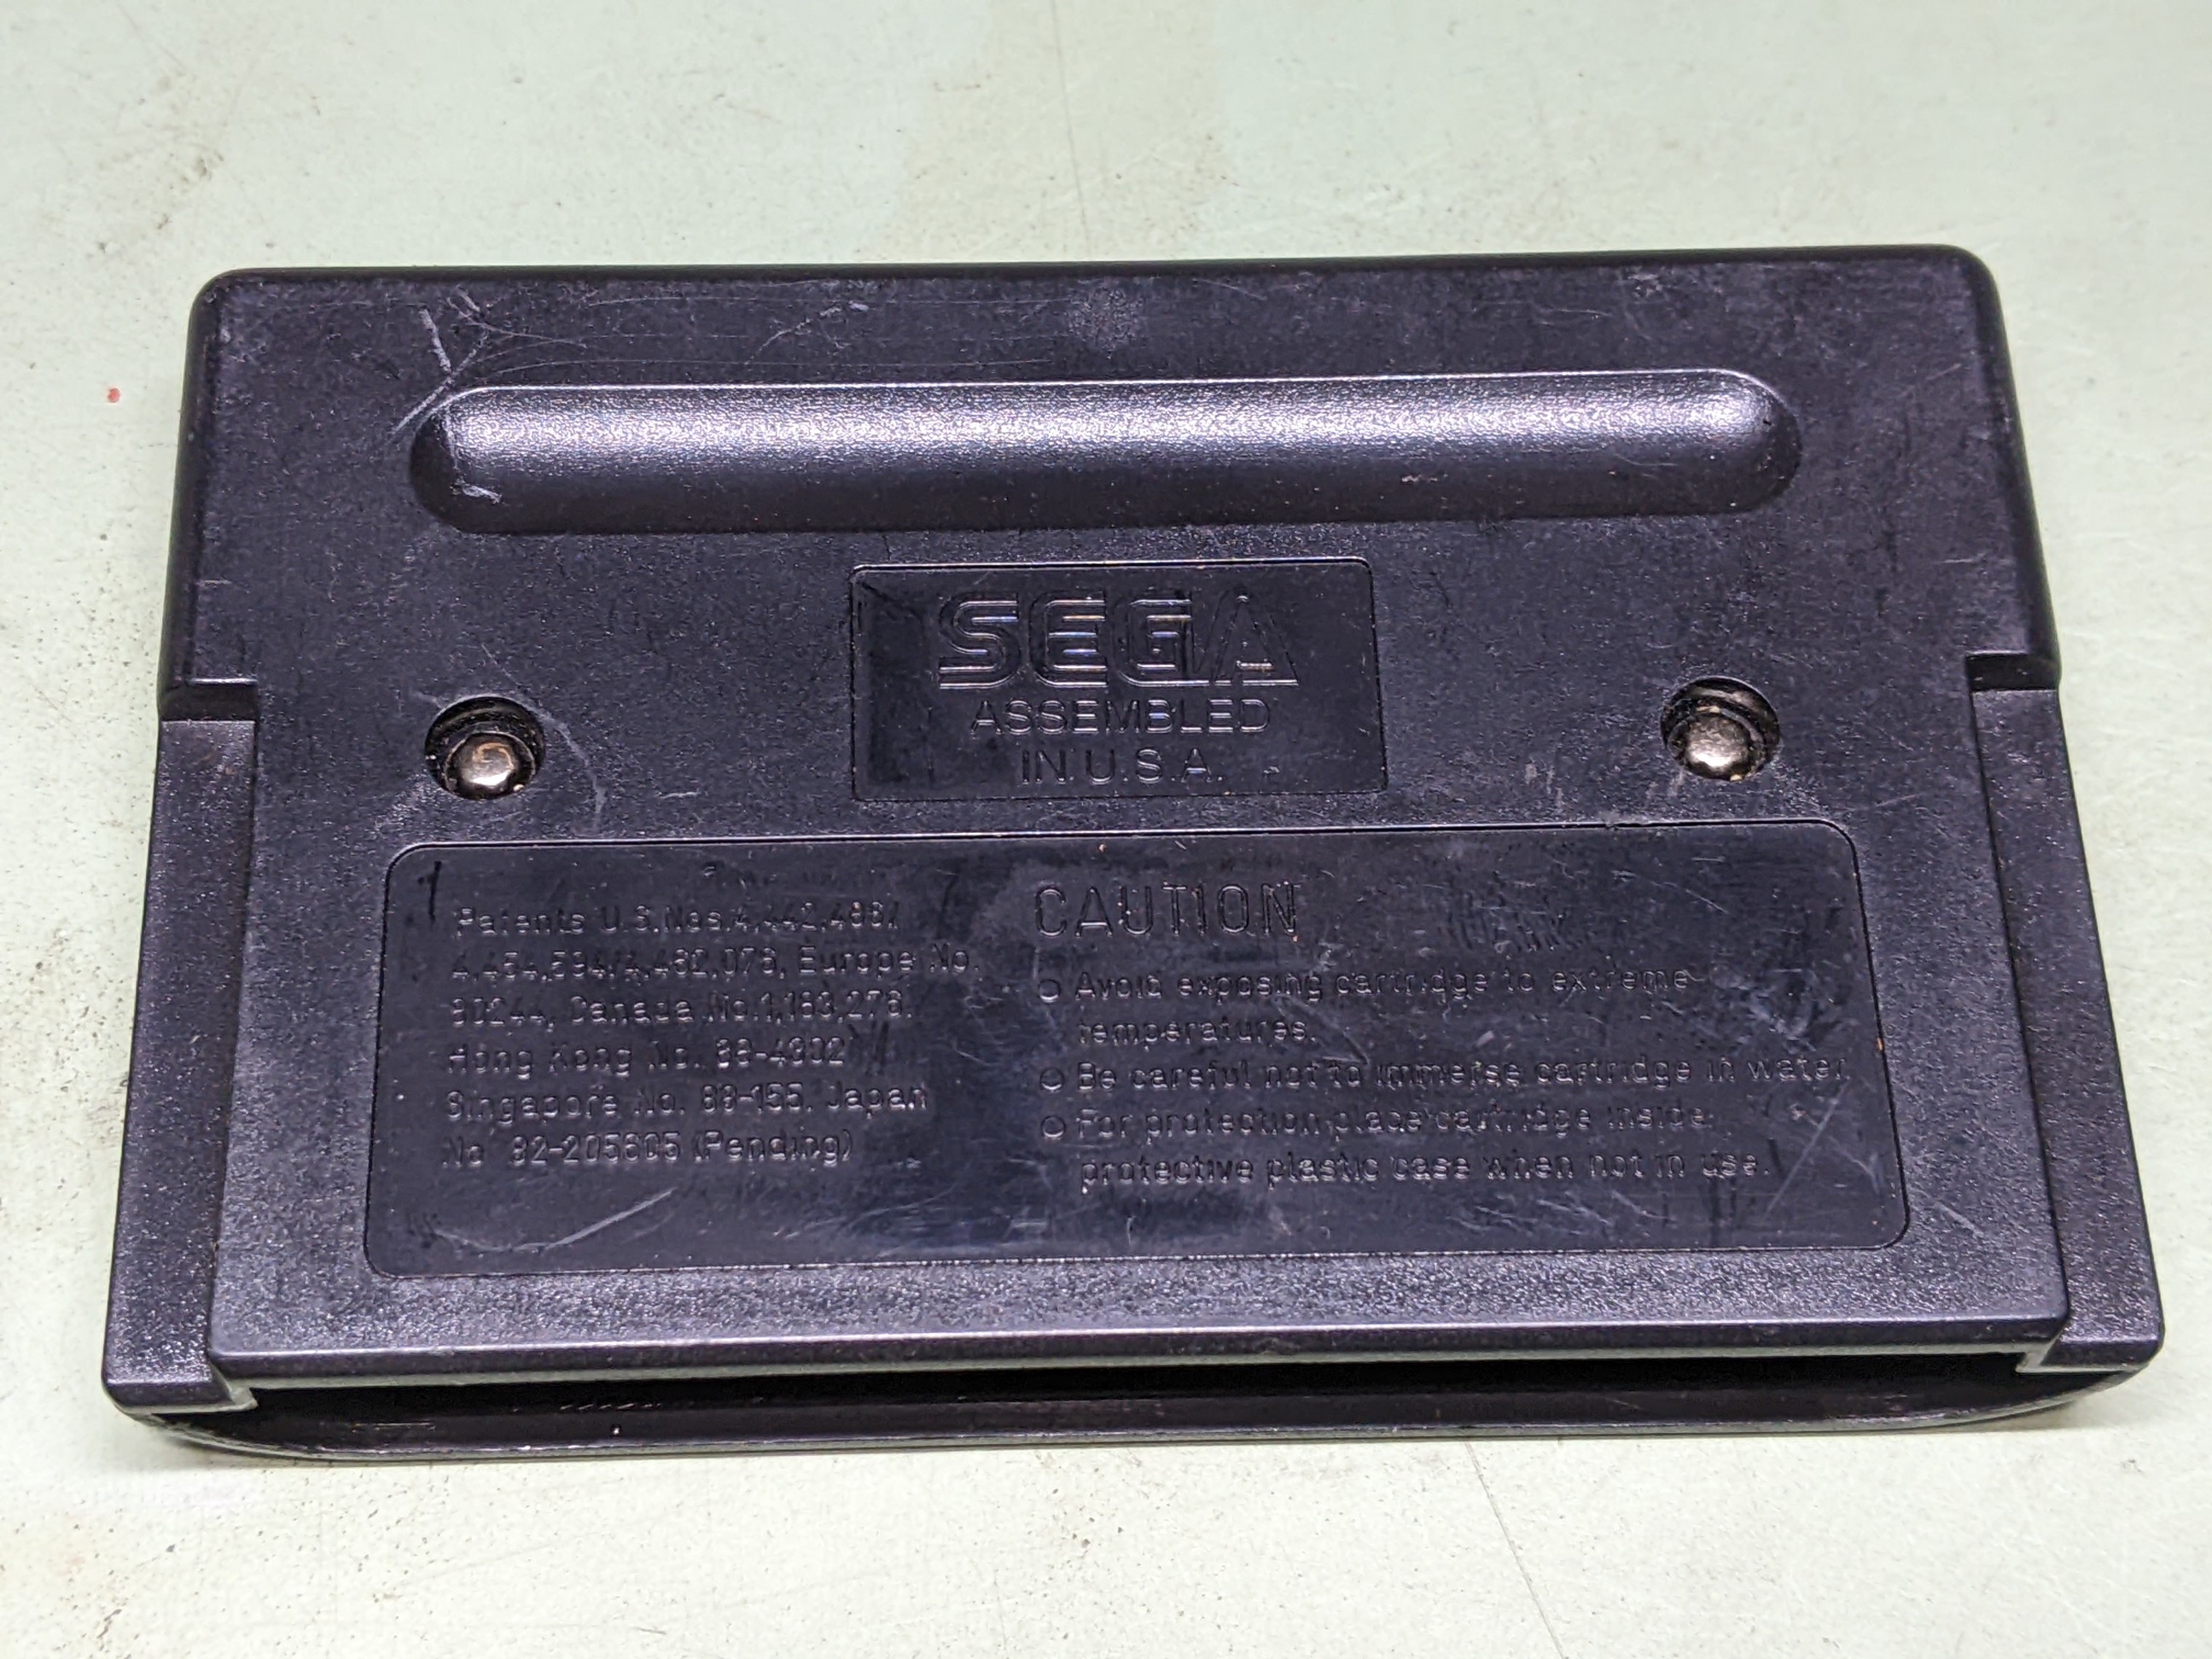 SEGA
ASSEMBLED
IN U.S.A.
Patents U.S.Nos.4,442,486/
4,454,594/4,462,076, Europe No.
80244, Canada No.1,183,276,
Hong Kong No. 88-4302
Singapore No. 88-155, Japan
No 82-205605 (Pending)
CAUTION
○ Avoid exposing cartridge to extreme
temperatures.
○ Be careful not to immerse cartridge in water.
○ For protection place cartridge inside
protective plastic case when not in use.